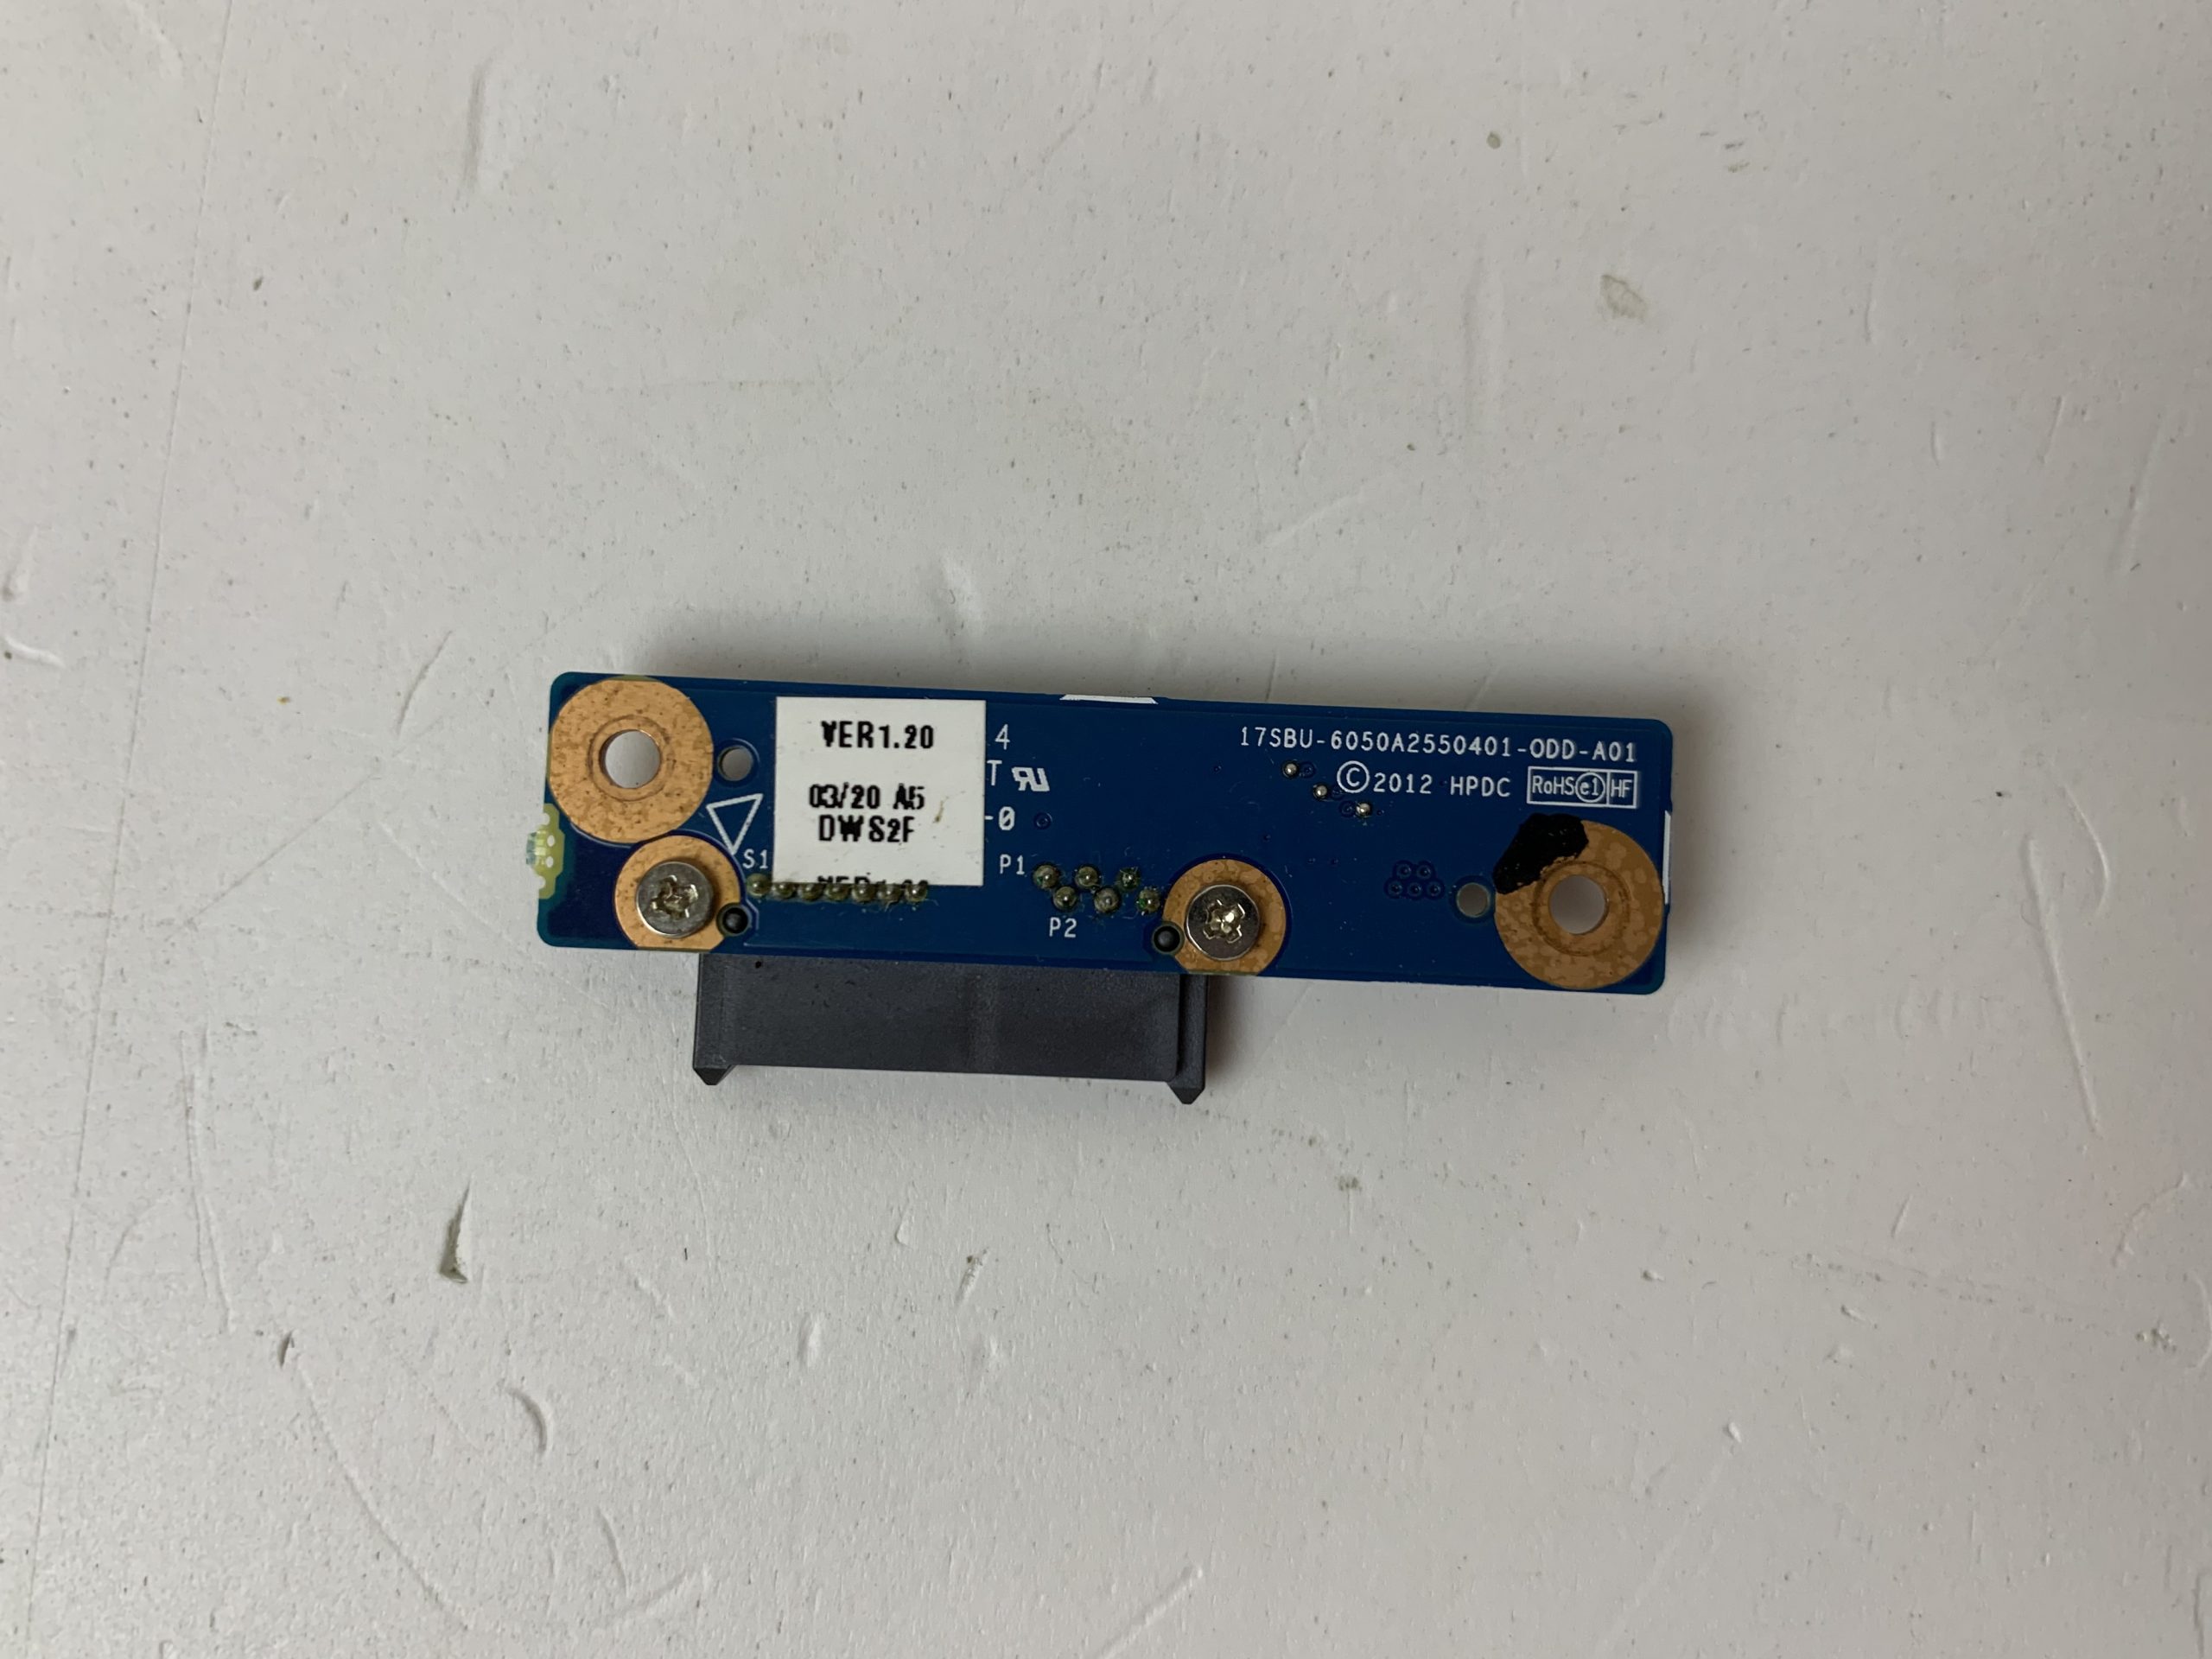 VER1.20
03/20 A5
DWS2F
4
T
-0
17SBU-6050A2550401-ODD-A01
©2012 HPDC RoHS e1 HF
S1
P1
P2